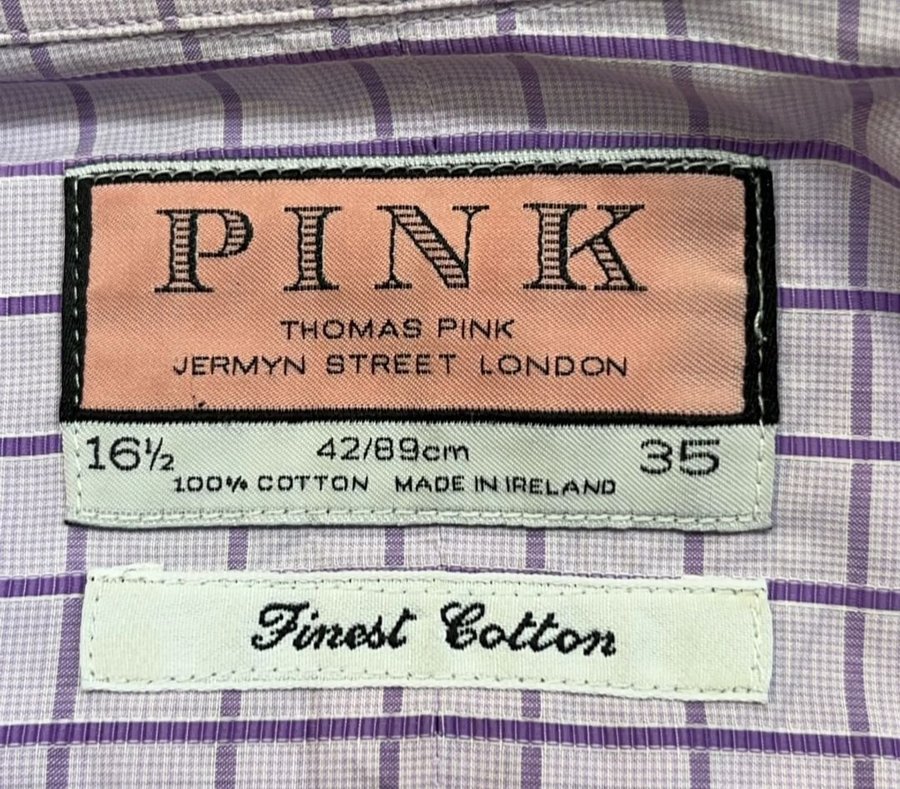 PINK
THOMAS PINK
JERMYN STREET LONDON
16½ 42/89cm 35
100% COTTON MADE IN IRELAND
Finest Cotton